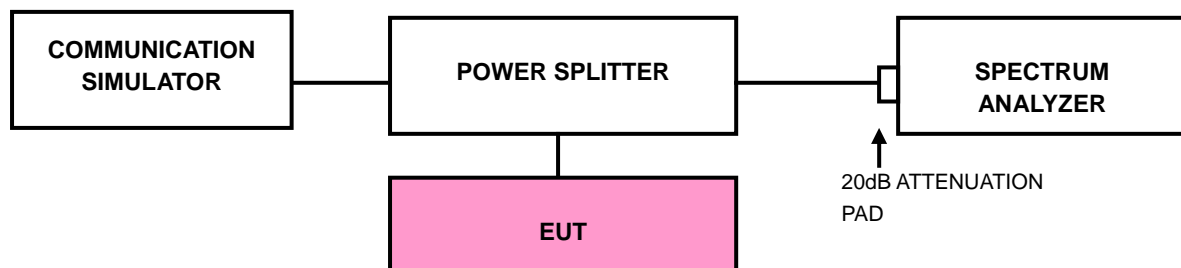 COMMUNICATION
SIMULATOR
POWER SPLITTER
SPECTRUM
ANALYZER
20dB ATTENUATION
PAD
EUT